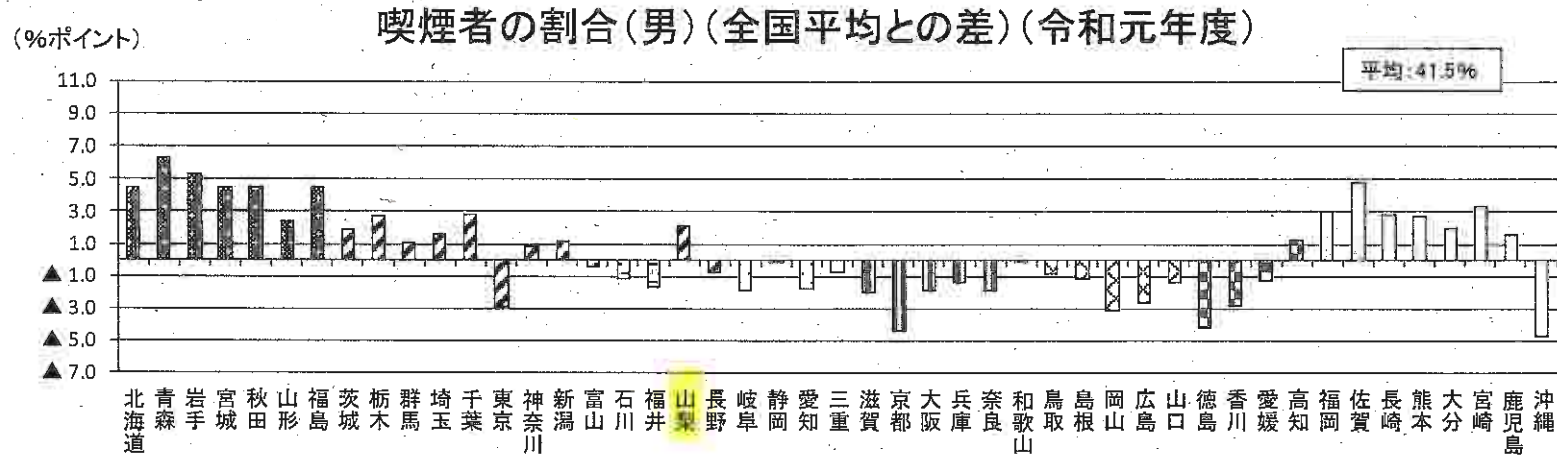 喫煙者の割合(男)(全国平均との差)(令和元年度)
(%ポイント)
平均:41.5%
11.0
9.0
7.0
5.0
3.0
1.0
▲ 1.0
▲ 3.0
▲ 5.0
▲ 7.0
北海道
青森
岩手
宮城
秋田
山形
福島
茨城
栃木
群馬
埼玉
千葉
東京
神奈川
新潟
富山
石川
福井
山梨
長野
岐阜
静岡
愛知
三重
滋賀
京都
大阪
兵庫
奈良
和歌山
鳥取
島根
岡山
広島
山口
徳島
香川
愛媛
高知
福岡
佐賀
長崎
熊本
大分
宮崎
鹿児島
沖縄